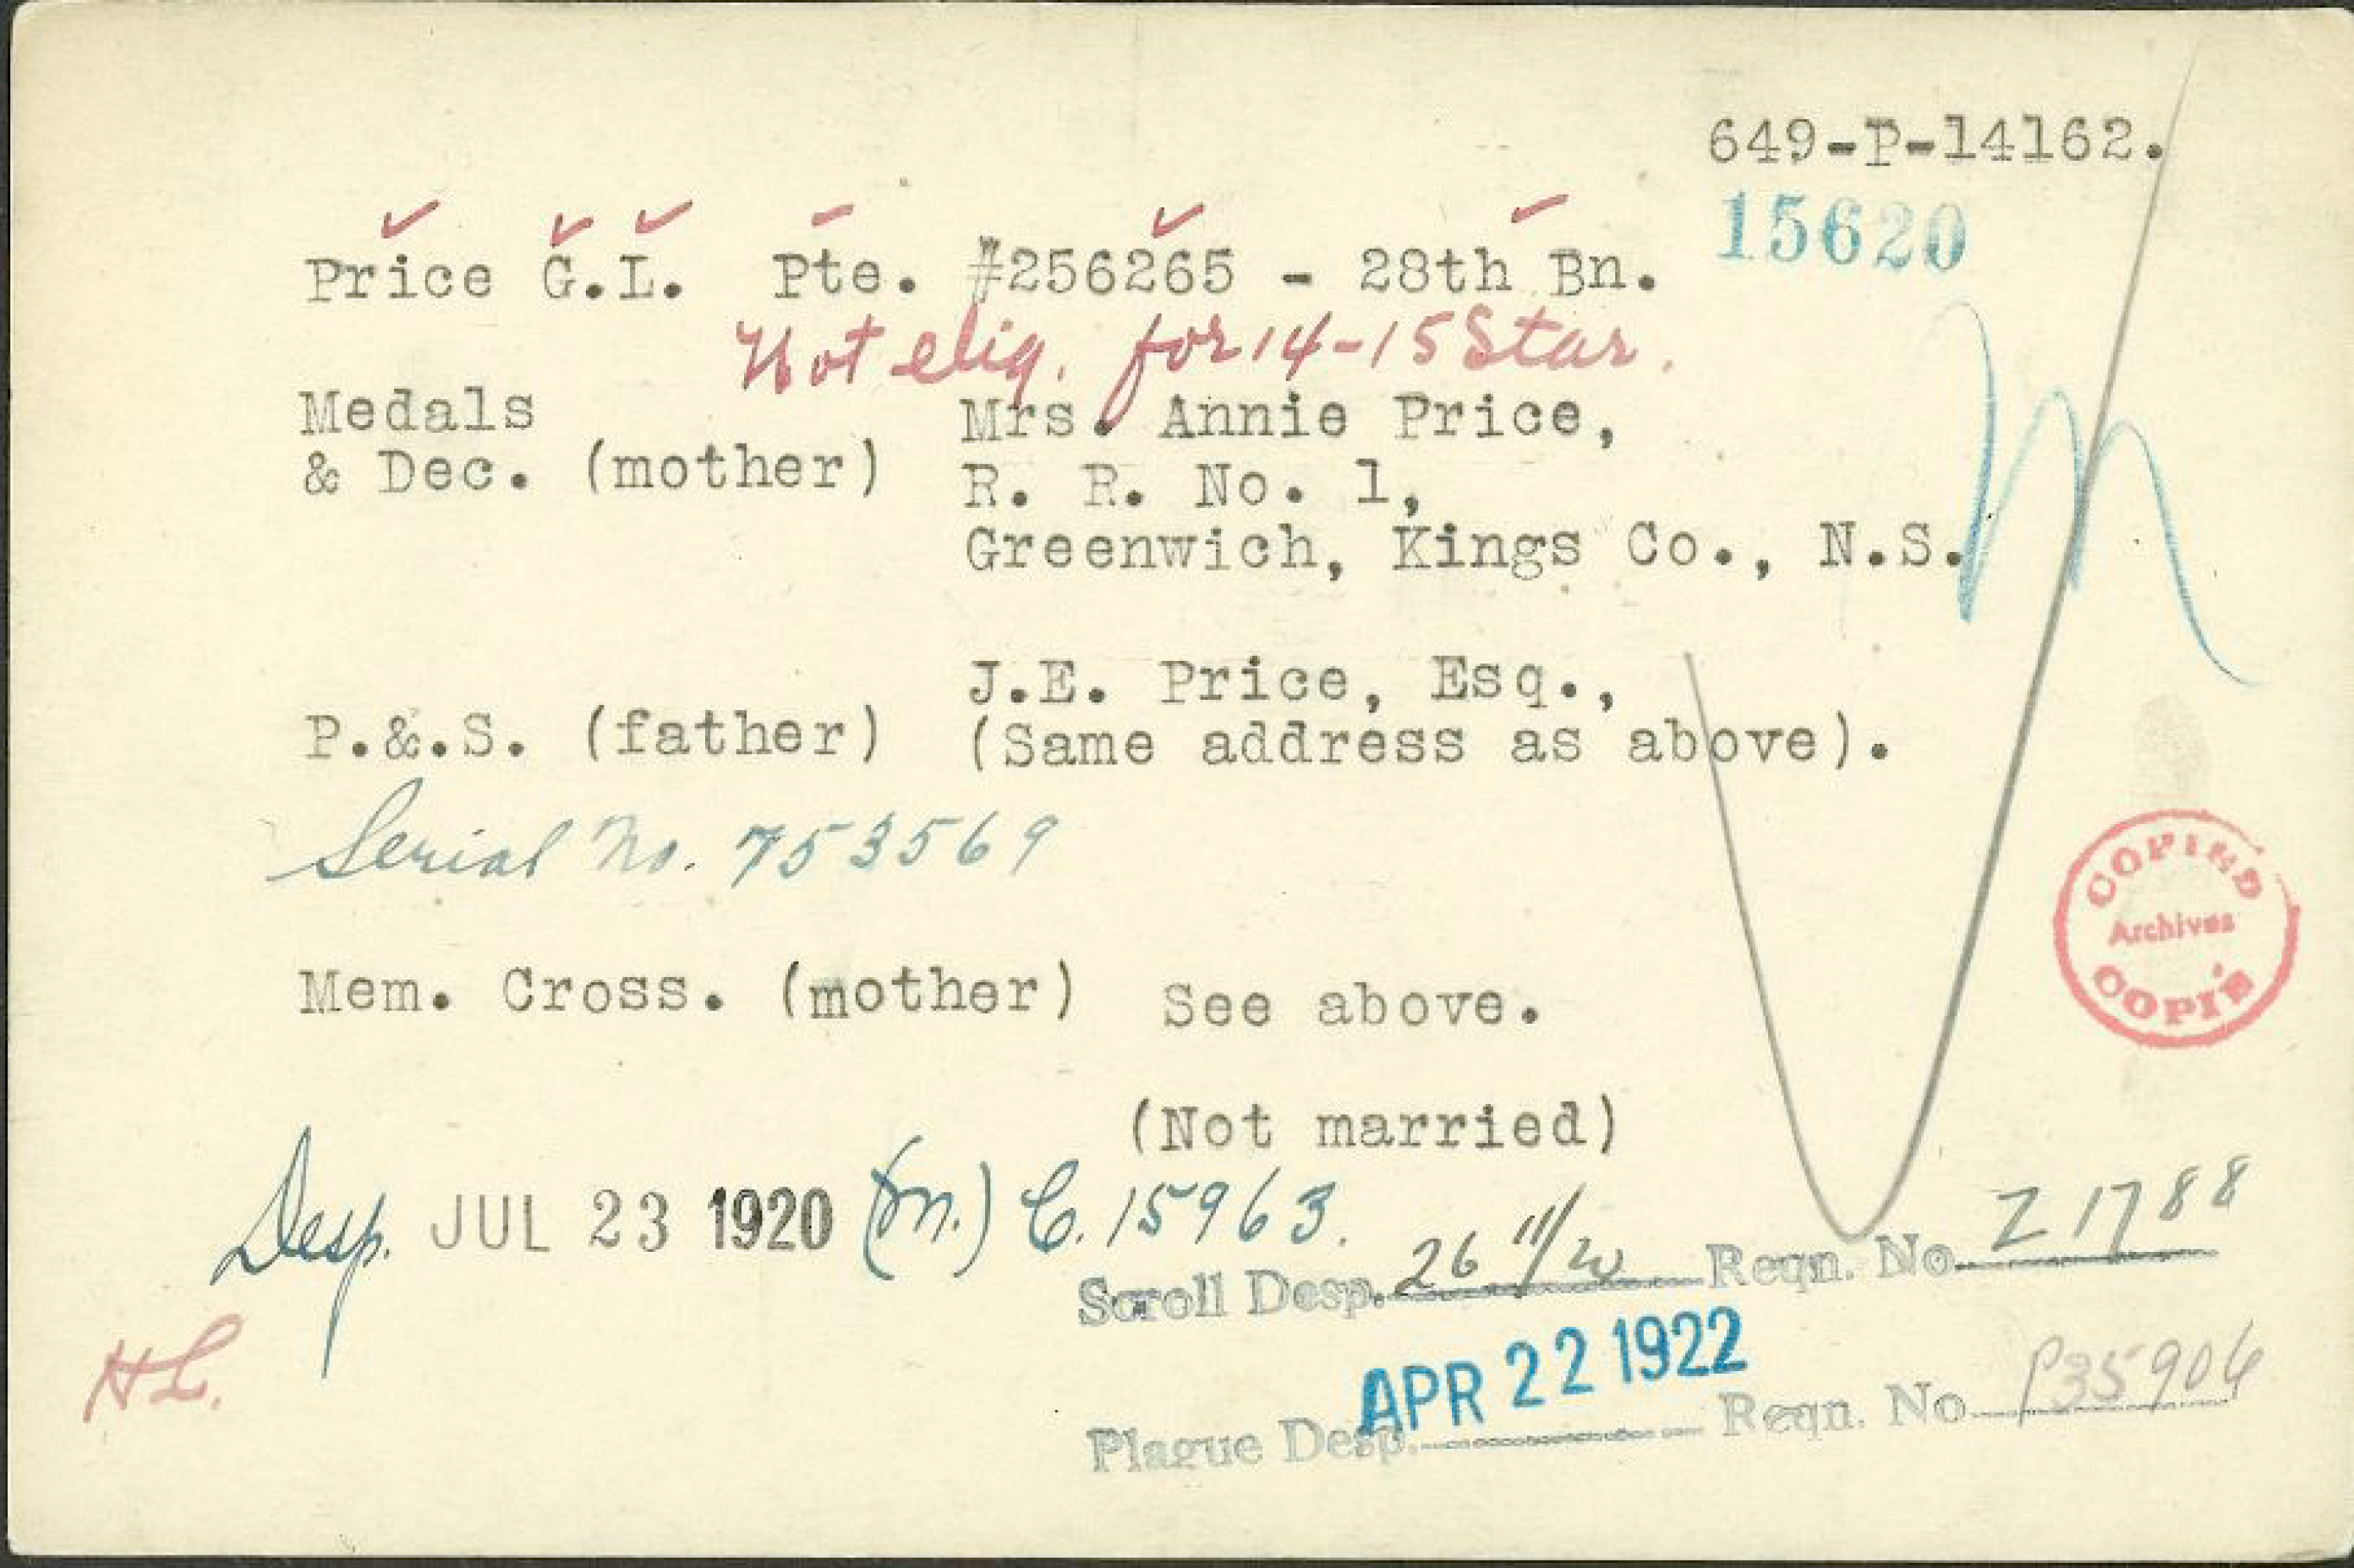 649-P-14162.
15620
Price G.L. Pte. #256265 - 28th Bn.
Not elig. for 14-15 Star.
Medals
& Dec. (mother) Mrs. Annie Price,
R. R. No. 1,
Greenwich, Kings Co., N.S.
m
J.E. Price, Esq.,
P.&.S. (father) (Same address as above).
Serial No. 753569
COPIED
Archives
COPIÉ
Mem. Cross. (mother) See above.
(Not married)
Desp. JUL 23 1920 (M.) C. 15963.
Scroll Desp. 26 11/20 Reqn. No. Z 1788
H.L.
APR 22 1922
Plaque Desp. Reqn. No. P35906